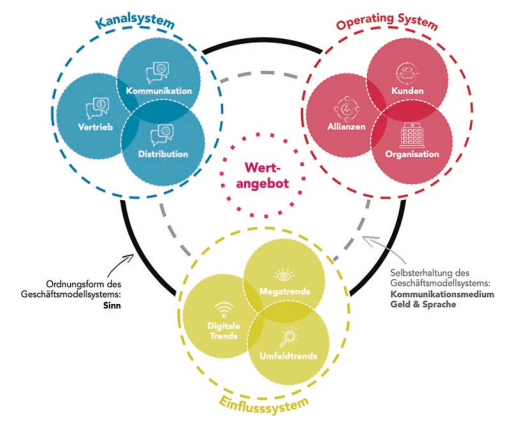 Kanalsystem
Kommunikation
Vertrieb
Distribution
Operating System
Kunden
Allianzen
Organisation
Wert-
angebot
Ordnungsform des
Geschäftsmodellsystems:
Sinn
Selbsterhaltung des
Geschäftsmodellsystems:
Kommunikationsmedium
Geld & Sprache
Megatrends
Digitale
Trends
Umfeldtrends
Einflusssystem